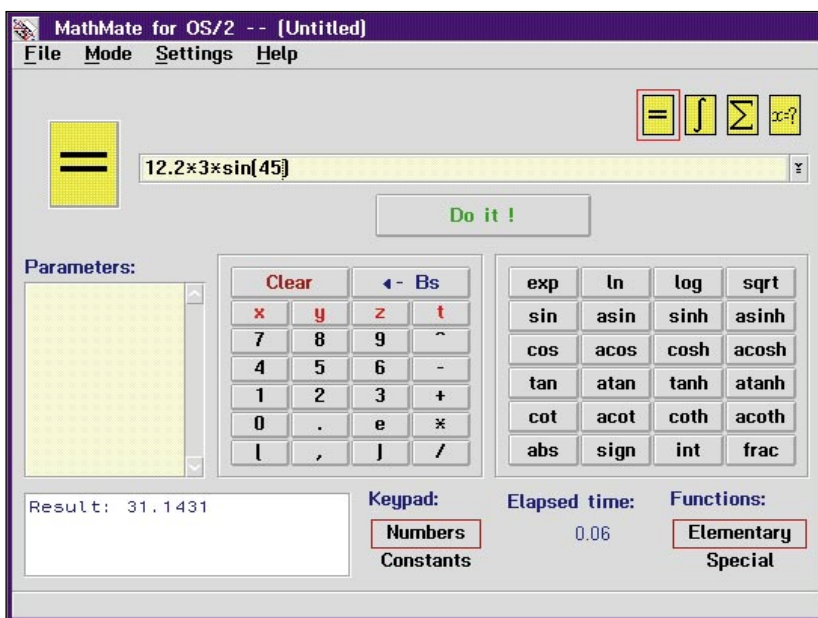 MathMate for OS/2 -- (Untitled)
File Mode Settings Help
= ∫ ∑ x=?
=
12.2*3*sin(45)
Do it !
Parameters:
Clear ◂- Bs
x y z t
7 8 9 ^
4 5 6 -
1 2 3 +
0 . e *
( , ) /
exp ln log sqrt
sin asin sinh asinh
cos acos cosh acosh
tan atan tanh atanh
cot acot coth acoth
abs sign int frac
Result: 31.1431
Keypad:
Numbers
Constants
Elapsed time:
0.06
Functions:
Elementary
Special